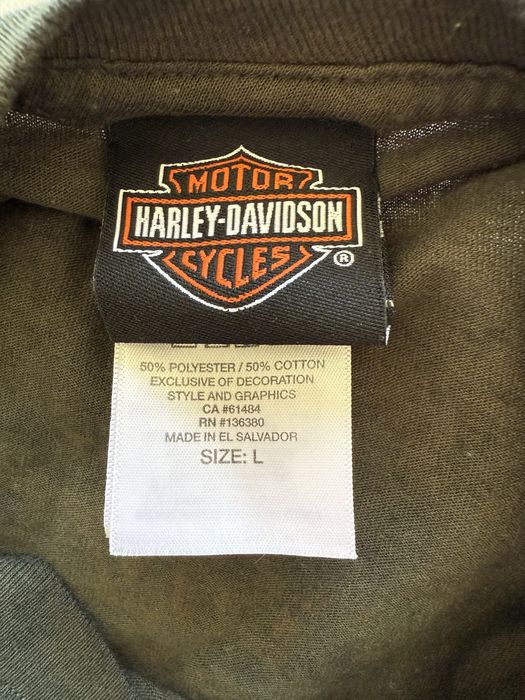 MOTOR
HARLEY-DAVIDSON
CYCLES
®
50% POLYESTER / 50% COTTON
EXCLUSIVE OF DECORATION
STYLE AND GRAPHICS
CA #61484
RN #136380
MADE IN EL SALVADOR
SIZE: L